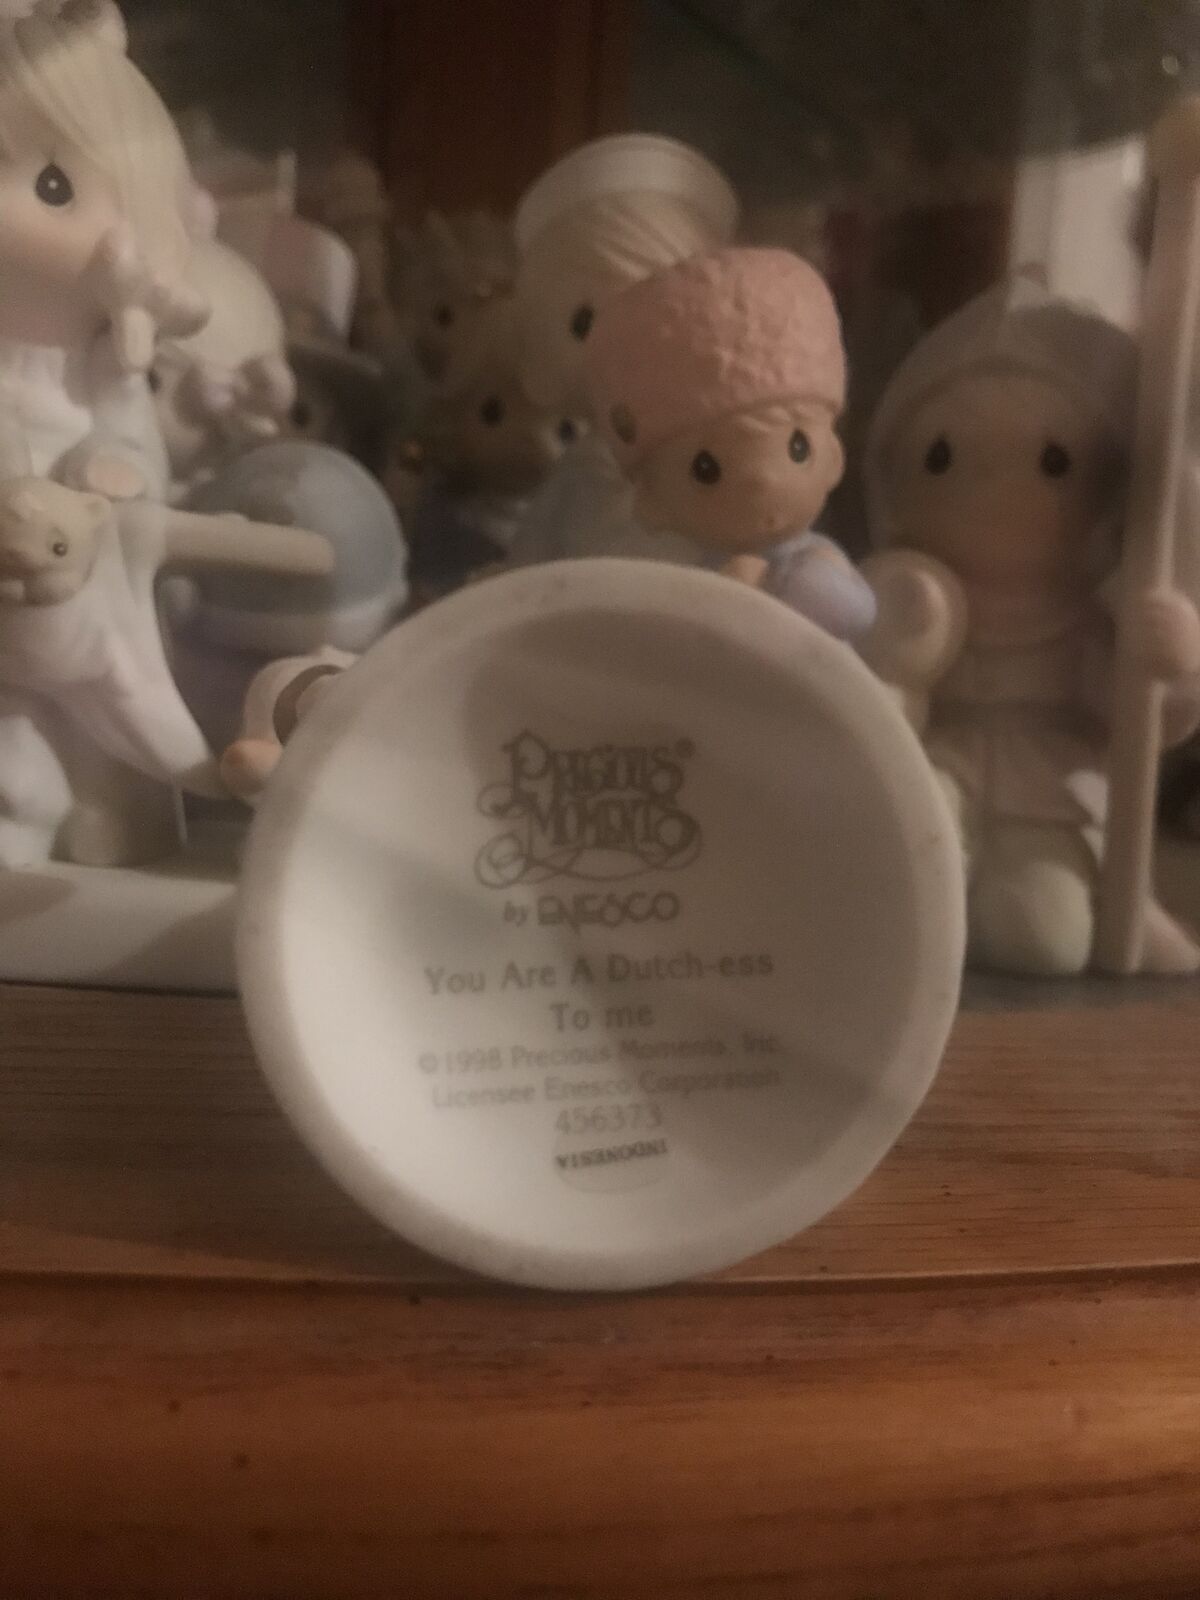 PRECIOUS®
MOMENTS
by ENESCO
You Are A Dutch-ess
To me
©1998 Precious Moments, Inc.
Licensee Enesco Corporation
456373
INDONESIA